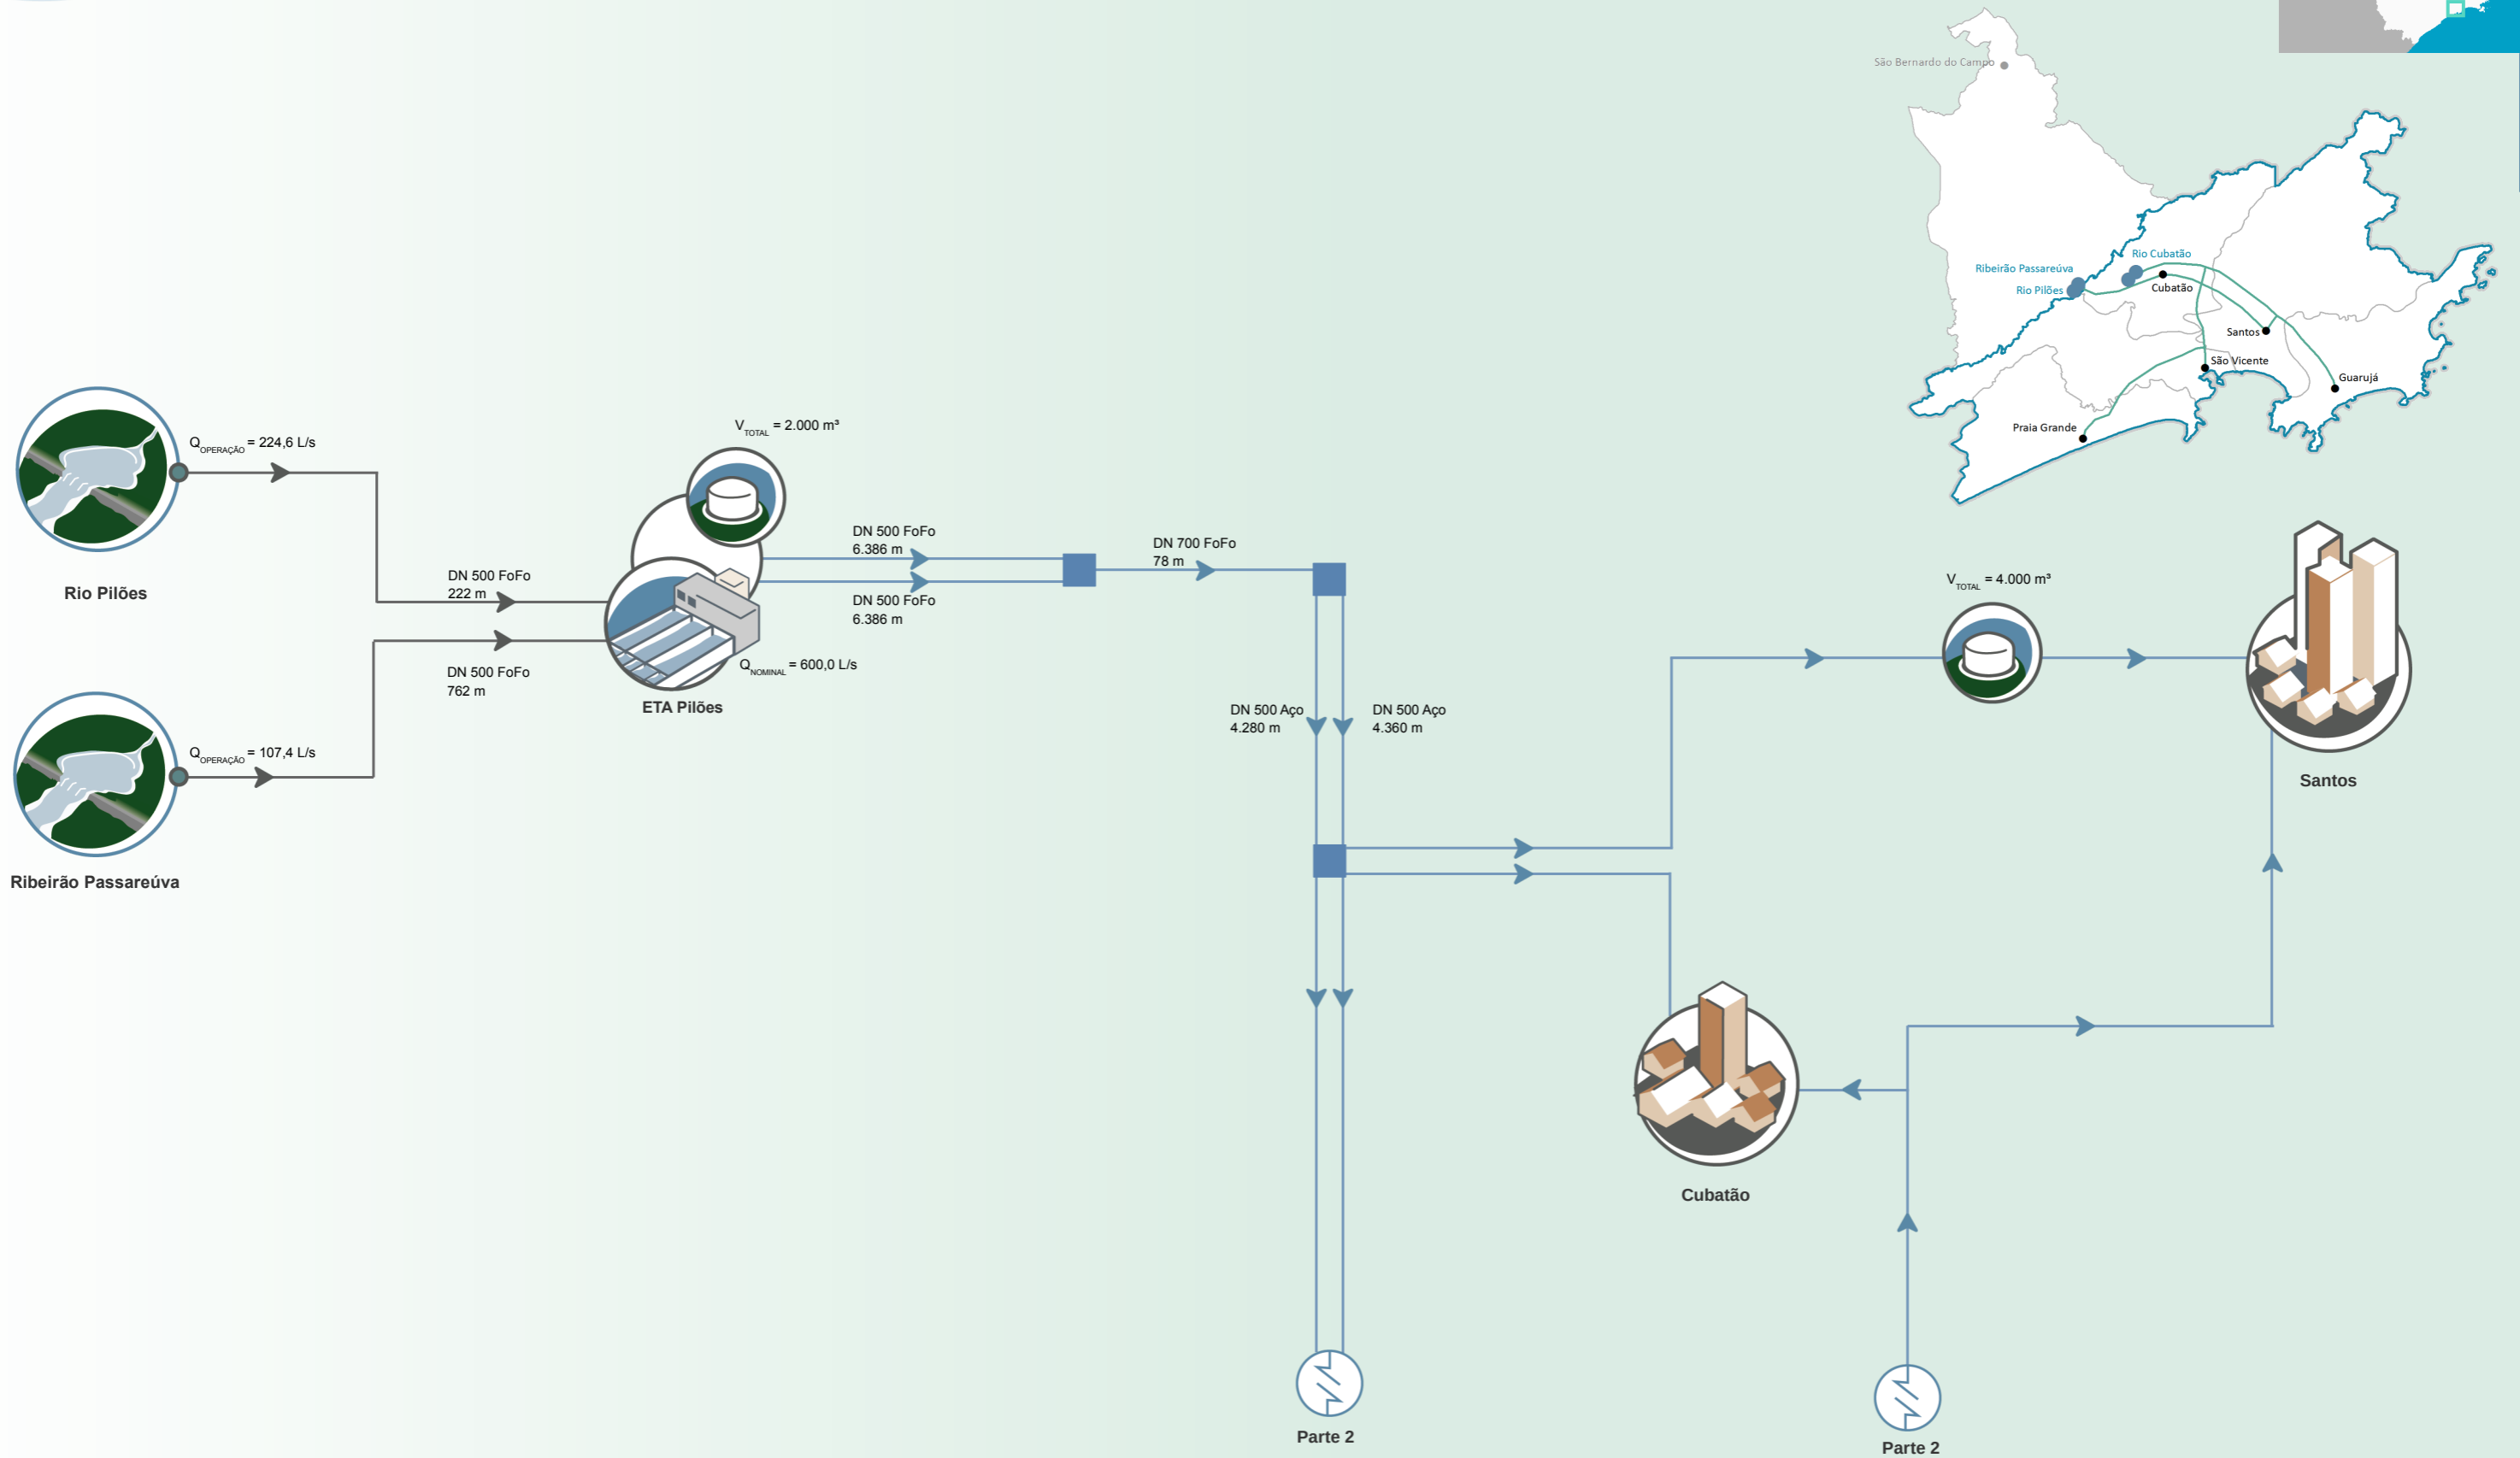 São Bernardo do Campo
Rio Cubatão
Ribeirão Passareúva
Rio Pilões
Cubatão
Santos
São Vicente
Guarujá
Praia Grande
Q OPERAÇÃO = 224,6 L/s
Rio Pilões
DN 500 FoFo
222 m
Q OPERAÇÃO = 107,4 L/s
Ribeirão Passareúva
DN 500 FoFo
762 m
V TOTAL = 2.000 m³
Q NOMINAL = 600,0 L/s
ETA Pilões
DN 500 FoFo
6.386 m
DN 500 FoFo
6.386 m
DN 700 FoFo
78 m
DN 500 Aço
4.280 m
DN 500 Aço
4.360 m
V TOTAL = 4.000 m³
Santos
Cubatão
Parte 2
Parte 2